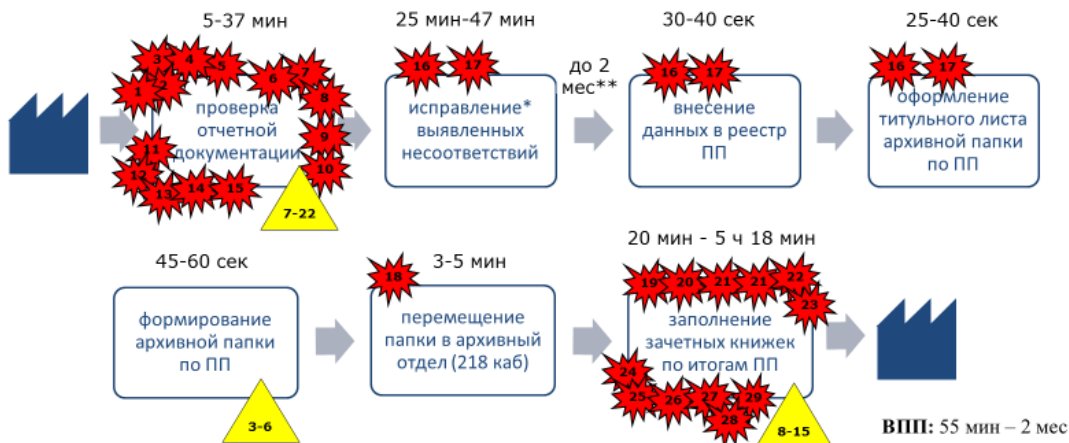 5-37 мин
25 мин-47 мин
30-40 сек
25-40 сек
3
4
5
6
7
16
17
до 2
мес**
16
17
16
17
1
2
8
проверка
отчетной
документации
исправление*
выявленных
несоответствий
внесение
данных в реестр
ПП
оформление
титульного листа
архивной папки
по ПП
9
10
11
12
13
14
15
7-22
45-60 сек
18
3-5 мин
20 мин - 5 ч 18 мин
19
20
21
21
22
23
формирование
архивной папки
по ПП
перемещение
папки в архивный
отдел (218 каб)
заполнение
зачетных книжек
по итогам ПП
24
25
26
27
28
29
3-6
8-15
ВПП: 55 мин – 2 мес